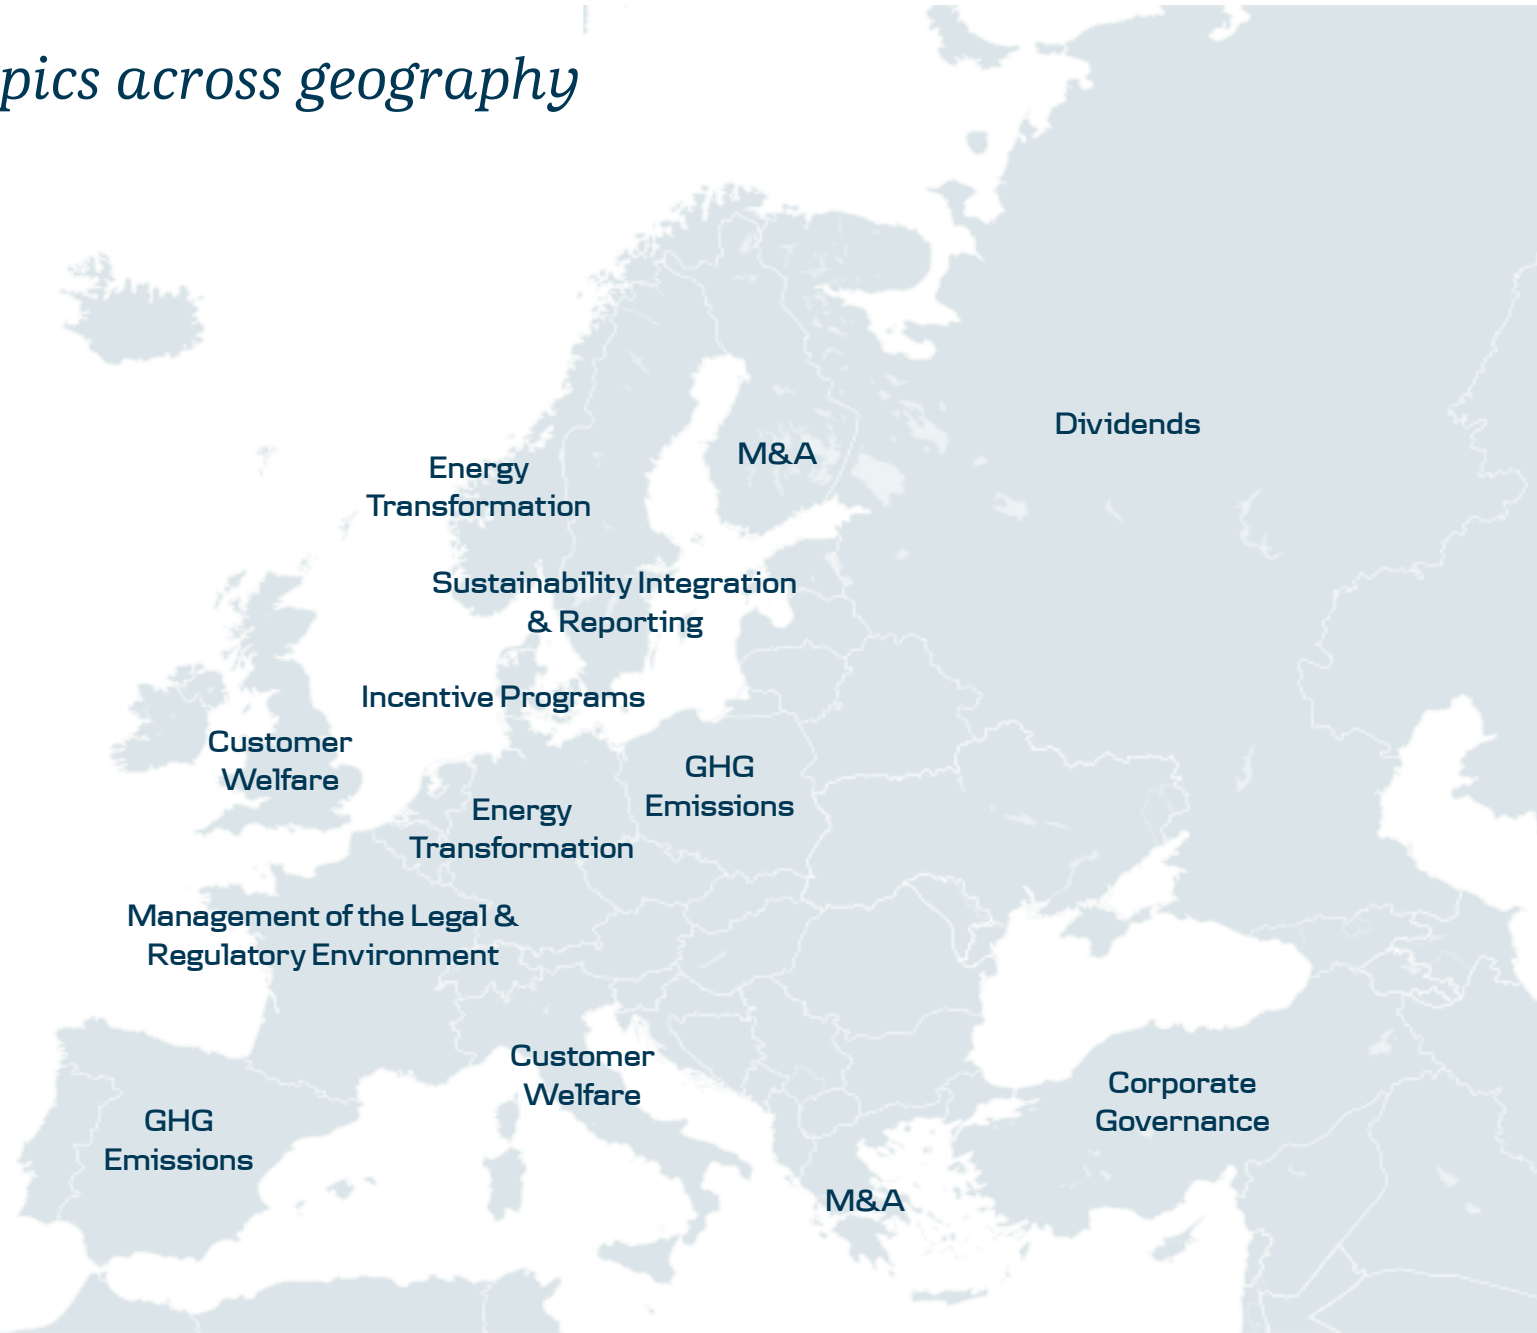 pics across geography
Dividends
M&A
Energy
Transformation
Sustainability Integration
& Reporting
Incentive Programs
Customer
Welfare
GHG
Emissions
Energy
Transformation
Management of the Legal &
Regulatory Environment
Customer
Welfare
Corporate
Governance
GHG
Emissions
M&A